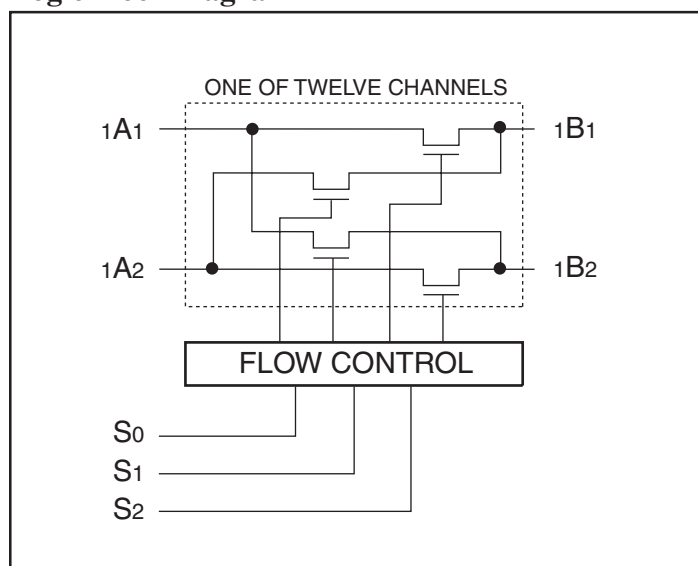 ONE OF TWELVE CHANNELS
1A1
1B1
1A2
1B2
FLOW CONTROL
S0
S1
S2